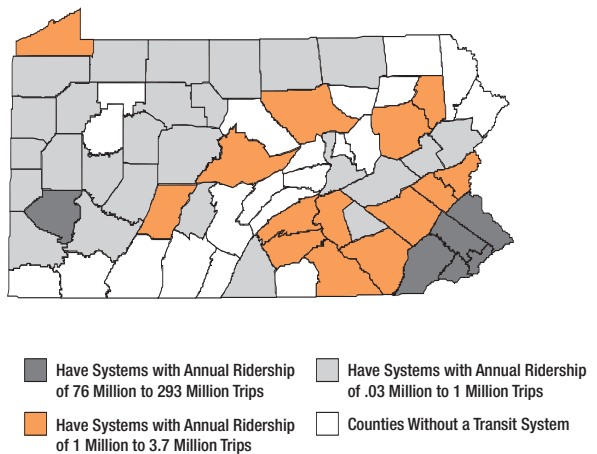 Have Systems with Annual Ridership
of 76 Million to 293 Million Trips
Have Systems with Annual Ridership
of 1 Million to 3.7 Million Trips
Have Systems with Annual Ridership
of .03 Million to 1 Million Trips
Counties Without a Transit System